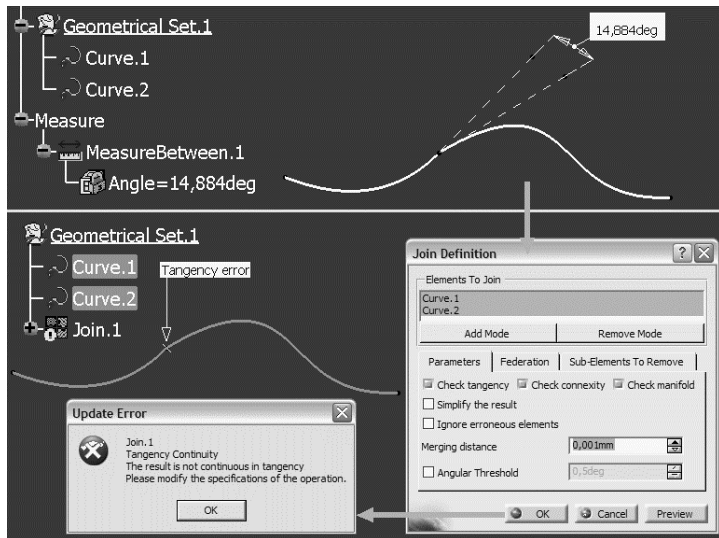 Geometrical Set.1
14,884deg
Curve.1
Curve.2
Measure
MeasureBetween.1
Angle=14,884deg
Geometrical Set.1
Curve.1
Tangency error
Curve.2
Join.1
Join Definition
Elements To Join
Curve.1
Curve.2
Add Mode
Remove Mode
Parameters
Federation
Sub-Elements To Remove
Check tangency
Check connexity
Check manifold
Simplify the result
Ignore erroneous elements
Merging distance
0,001mm
Angular Threshold
0,5deg
OK
Cancel
Preview
Update Error
Join.1
Tangency Continuity
The result is not continuous in tangency
Please modify the specifications of the operation.
OK